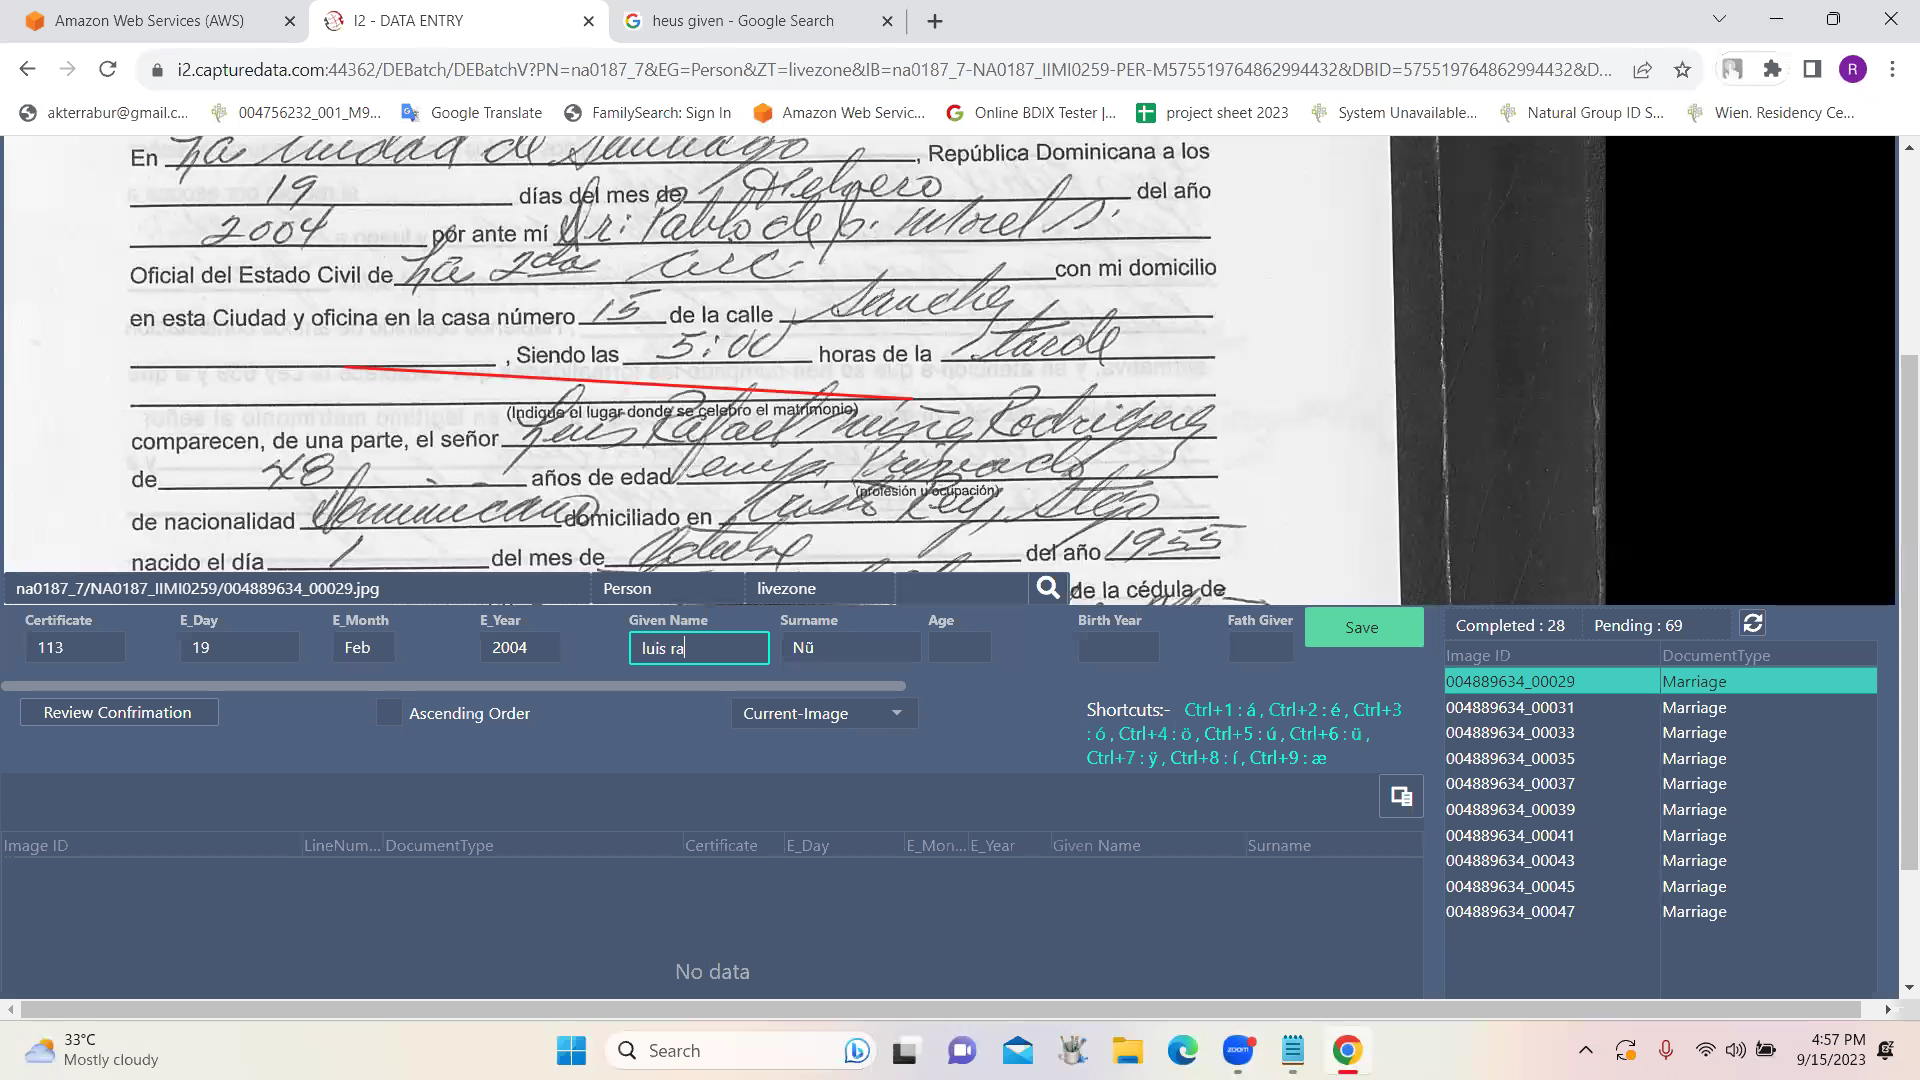 Amazon Web Services (AWS)
I2 - DATA ENTRY
heus given - Google Search
i2.capturedata.com:44362/DEBatch/DEBatchV?PN=na0187_7&EG=Person&ZT=livezone&IB=na0187_7-NA0187_IIMI0259-PER-M575519764862994432&DBID=575519764862994432&D...
R
akterrabur@gmail.c...
004756232_001_M9...
Google Translate
FamilySearch: Sign In
Amazon Web Servic...
Online BDIX Tester |...
project sheet 2023
System Unavailable...
Natural Group ID S...
Wien. Residency Ce...
En La Ciudad de Santiago, República Dominicana a los
19 días del mes de Febrero del año
2004 por ante mí Dr. Pablo de
Oficial del Estado Civil de La 2da Circ. con mi domicilio
en esta Ciudad y oficina en la casa número 15 de la calle Sanchez
, Siendo las 5:00 horas de la tarde
(Indique el lugar donde se celebro el matrimonio)
comparecen, de una parte, el señor Luis Rafael Muñoz Rodriguez
de 48 años de edad Emp. Privado
(profesión u ocupación)
de nacionalidad Dominicano domiciliado en Cristo Rey, Stgo
nacido el día 1 del mes de Octubre del año 1955
de la cédula de
na0187_7/NA0187_IIMI0259/004889634_00029.jpg Person livezone
Certificate E_Day E_Month E_Year Given Name Surname Age Birth Year Fath Giver
113 19 Feb 2004 luis ra Nũ
Save
Completed : 28 Pending : 69
Image ID DocumentType
004889634_00029 Marriage
004889634_00031 Marriage
004889634_00033 Marriage
004889634_00035 Marriage
004889634_00037 Marriage
004889634_00039 Marriage
004889634_00041 Marriage
004889634_00043 Marriage
004889634_00045 Marriage
004889634_00047 Marriage
Review Confrimation
Ascending Order
Current-Image
Shortcuts:- Ctrl+1 : á , Ctrl+2 : é , Ctrl+3
: ó , Ctrl+4 : ö , Ctrl+5 : ú , Ctrl+6 : ü ,
Ctrl+7 : ÿ , Ctrl+8 : í , Ctrl+9 : æ
Image ID LineNum... DocumentType Certificate E_Day E_Mon... E_Year Given Name Surname
No data
33°C
Mostly cloudy
Search
zoom
4:57 PM
9/15/2023